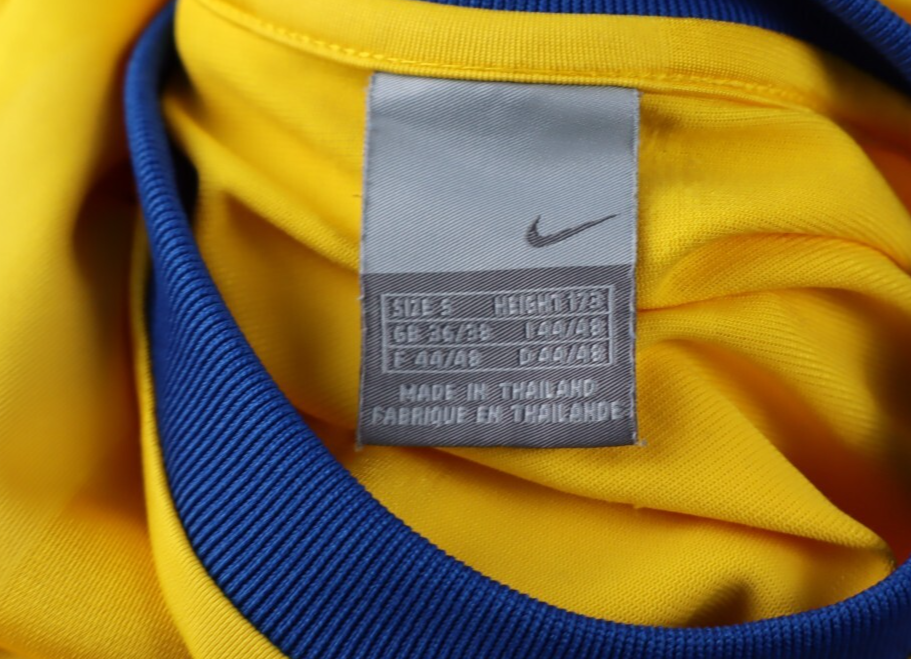 SIZE S HEIGHT 173
GB 36/38 I 44/48
F 44/48 D 44/48
MADE IN THAILAND
FABRIQUE EN THAILANDE